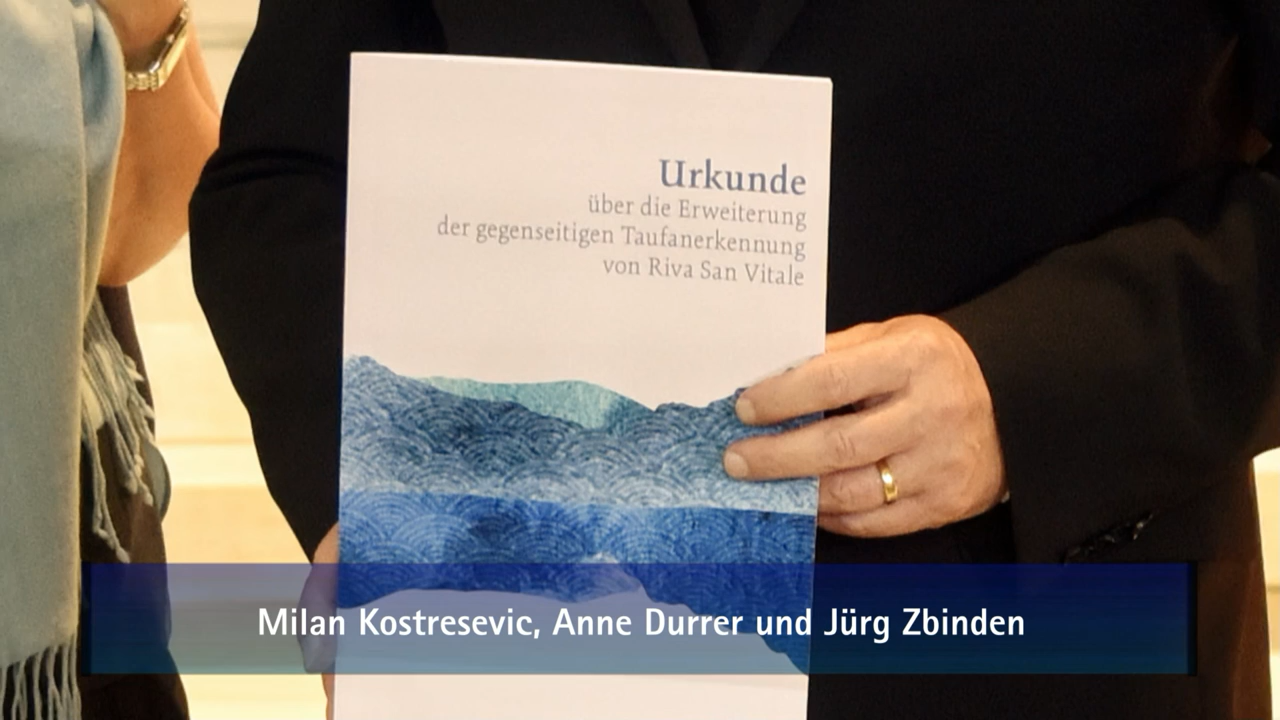 Urkunde
über die Erweiterung
der gegenseitigen Taufanerkennung
von Riva San Vitale
Milan Kostresevic, Anne Durrer und Jürg Zbinden